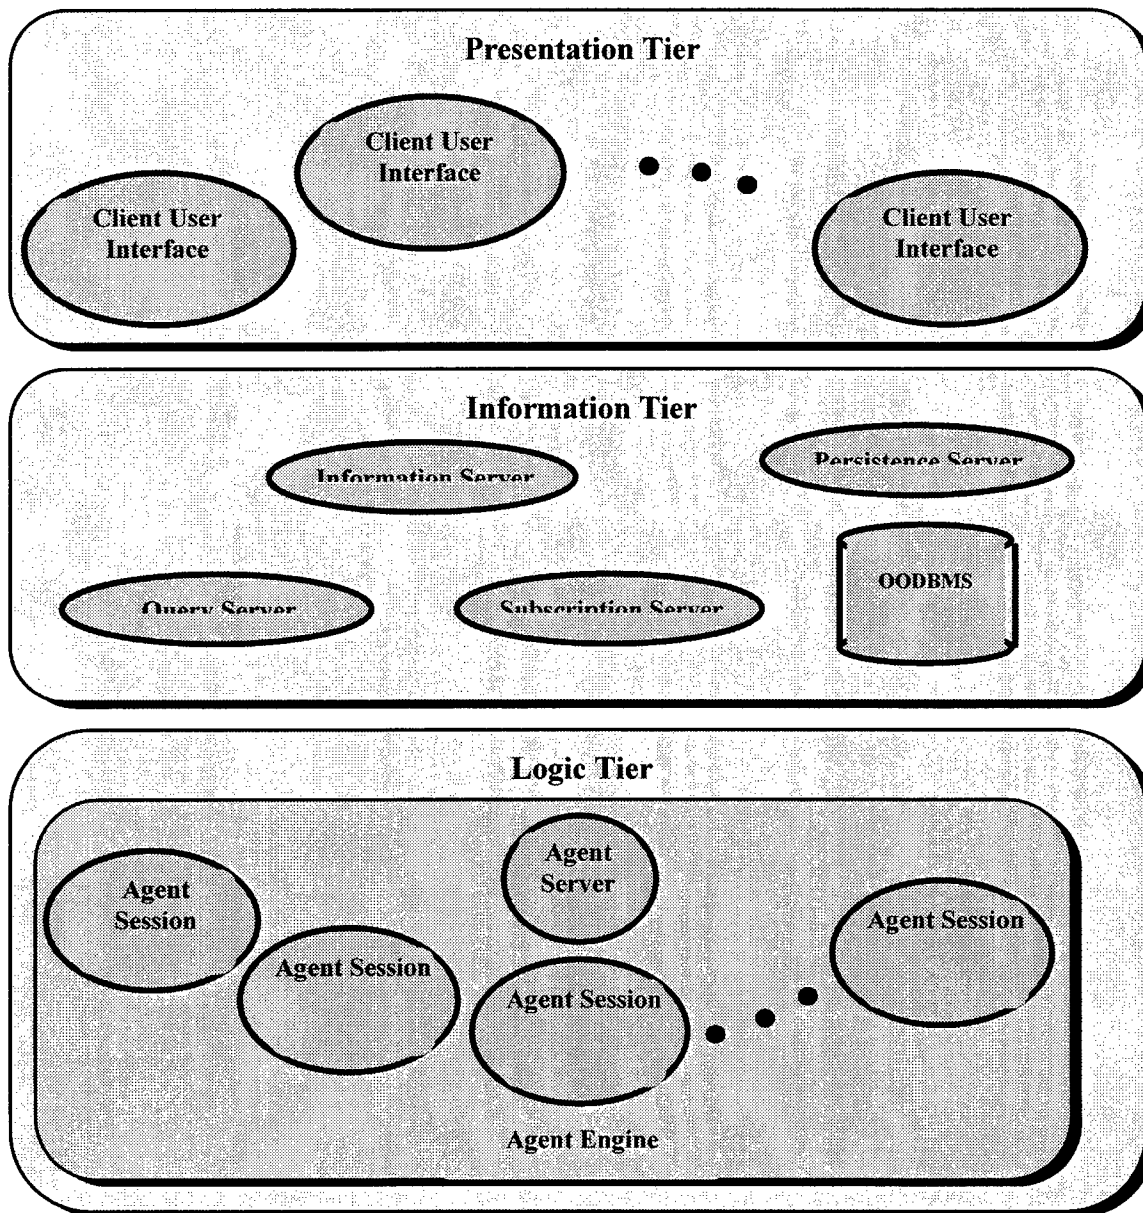 Presentation Tier
Client User
Interface
Client User
Interface
Client User
Interface
Information Tier
Information Server
Persistence Server
Query Server
Subscription Server
OODBMS
Logic Tier
Agent
Session
Agent Session
Agent
Server
Agent Session
Agent Session
Agent Engine